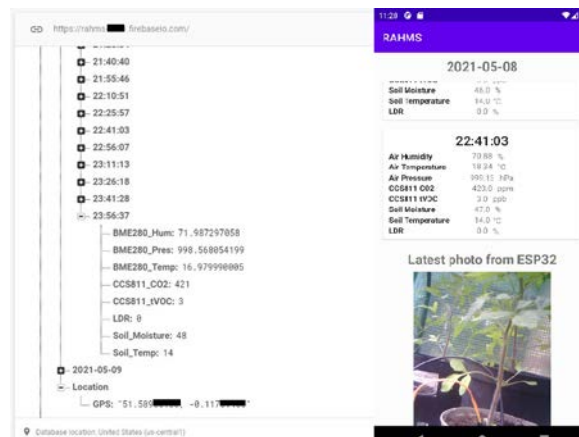 https://rahms firebaseio.com/
21:40:40
21:55:46
22:10:51
22:25:57
22:41:03
22:56:07
23:11:13
23:26:18
23:41:28
23:56:37
BME280_Hum: 71.987297058
BME280_Pres: 998.568054199
BME280_Temp: 16.979990005
CCS811_CO2: 421
CCS811_tVOC: 3
LDR: 0
Soil_Moisture: 48
Soil_Temp: 14
2021-05-09
Location
GPS: "51.589 , -0.117 "
Database location: United States (us-central1)
11:28
RAHMS
2021-05-08
Soil Moisture 46.0 %
Soil Temperature 14.0 °C
LDR 0.0 %
22:41:03
Air Humidity %
Air Temperature °C
Air Pressure hPa
CCS811 CO2 423.0 ppm
CCS811 tVOC 3.0 ppb
Soil Moisture 47.0 %
Soil Temperature 14.0 °C
LDR 0.0 %
Latest photo from ESP32